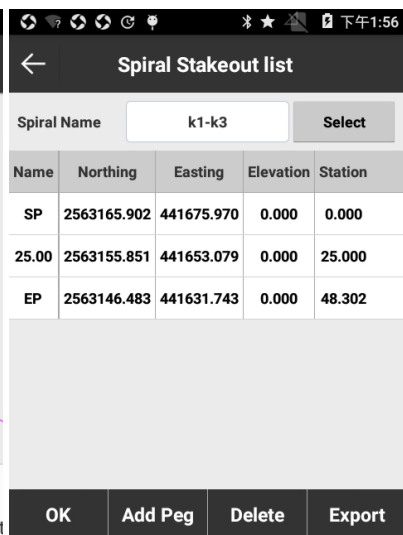 下午1:56
Spiral Stakeout list
Spiral Name k1-k3 Select
Name Northing Easting Elevation Station
SP 2563165.902 441675.970 0.000 0.000
25.00 2563155.851 441653.079 0.000 25.000
EP 2563146.483 441631.743 0.000 48.302
OK Add Peg Delete Export